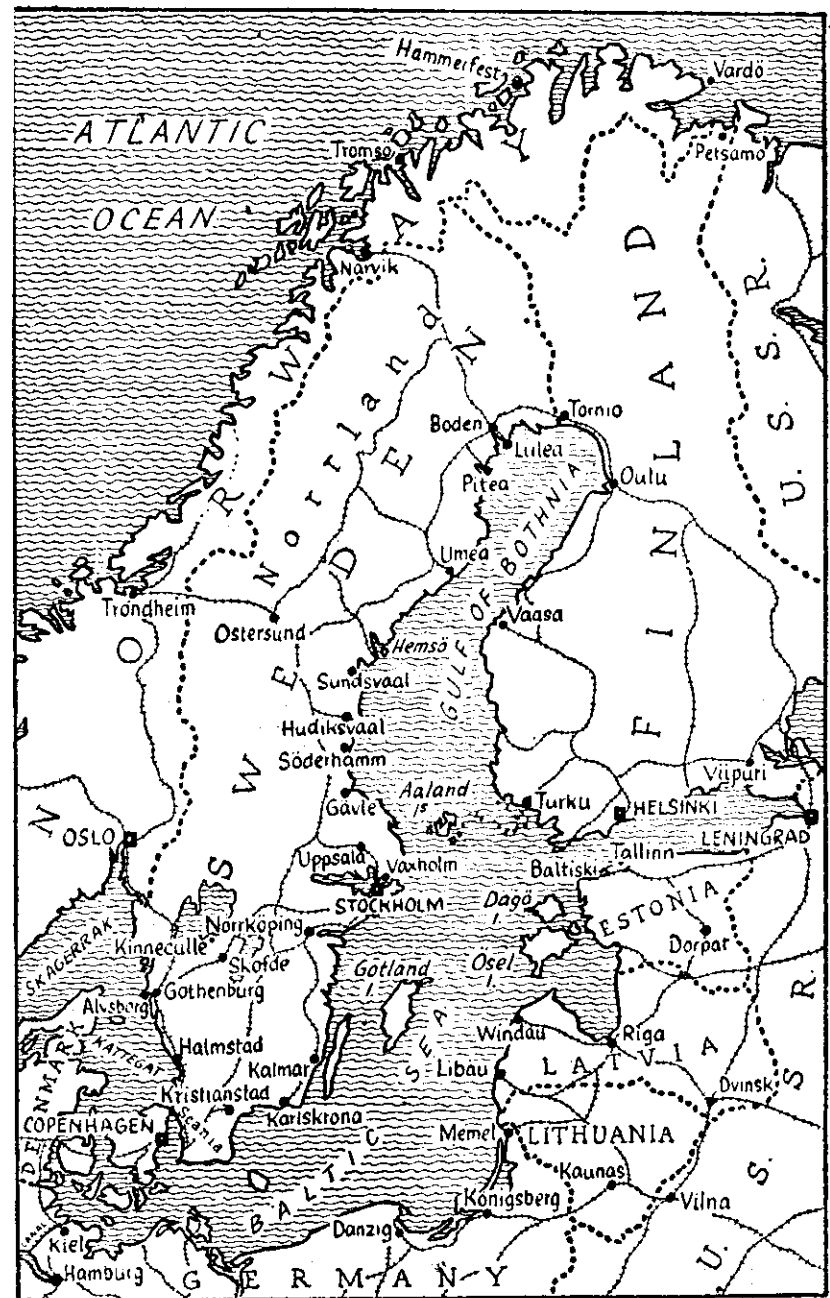 Hammerfest
Vardö
ATLANTIC
OCEAN
Tromsö
Petsamo
Narvik
NORWAY
Norrland
SWEDEN
FINLAND
U.S.S.R.
Boden
Tornio
Lulea
Pitea
Oulu
GULF OF BOTHNIA
Umea
Trondheim
Ostersund
Vaasa
Hemsö
Sundsvaal
Hudiksvaal
Söderhamm
Gävle
Aaland
Is
Turku
Viipuri
HELSINKI
OSLO
LENINGRAD
Uppsala
Vaxholm
STOCKHOLM
Tallinn
Baltiski
Dagö
I.
ESTONIA
Norrköping
Kinneculle
Skofde
SKAGERRAK
Gotland
I.
Osel
I.
Dorpat
Alvsborg
Gothenburg
Windau
Riga
KATTEGAT
Halmstad
Kalmar
Libau
LATVIA
DENMARK
Kristianstad
Karlskrona
Dvinsk
Scania
COPENHAGEN
Memel
LITHUANIA
BALTIC SEA
Kaunas
Königsberg
Vilna
U.S.S.R.
CANAL
Kiel
Danzig
Hamburg
GERMANY